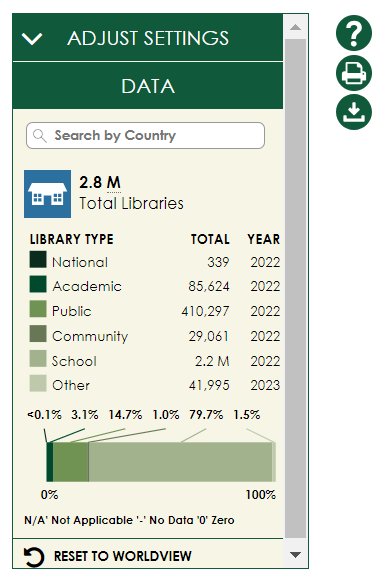 ADJUST SETTINGS
DATA
Search by Country
2.8 M
Total Libraries
LIBRARY TYPE TOTAL YEAR
National 339 2022
Academic 85,624 2022
Public 410,297 2022
Community 29,061 2022
School 2.2 M 2022
Other 41,995 2023
<0.1% 3.1% 14.7% 1.0% 79.7% 1.5%
0% 100%
N/A' Not Applicable '-' No Data '0' Zero
RESET TO WORLDVIEW
?